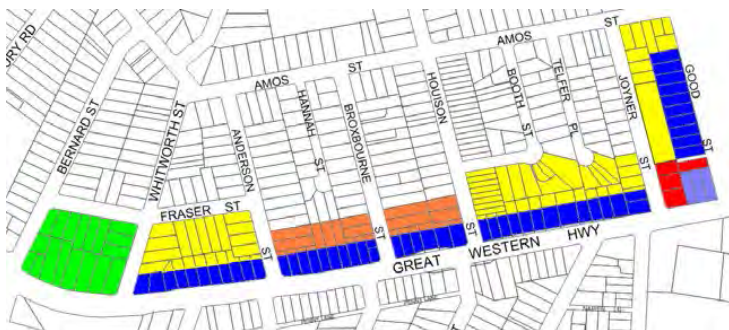 ORY RD
AMOS
ST
AMOS
ST
BERNARD ST
WHITWORTH ST
ANDERSON
ST
HANNAH
ST
BROXBOURNE
ST
HOUISON
ST
BOOTH
ST
TELFER
PL
JOYNER
ST
GOOD
ST
FRASER ST
GREAT WESTERN HWY